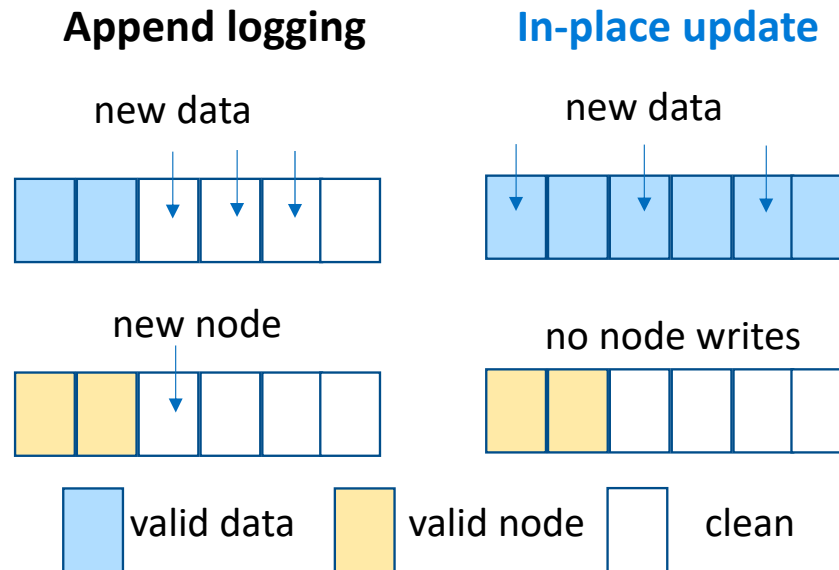 Append logging
In-place update
new data
new data
new node
no node writes
valid data
valid node
clean